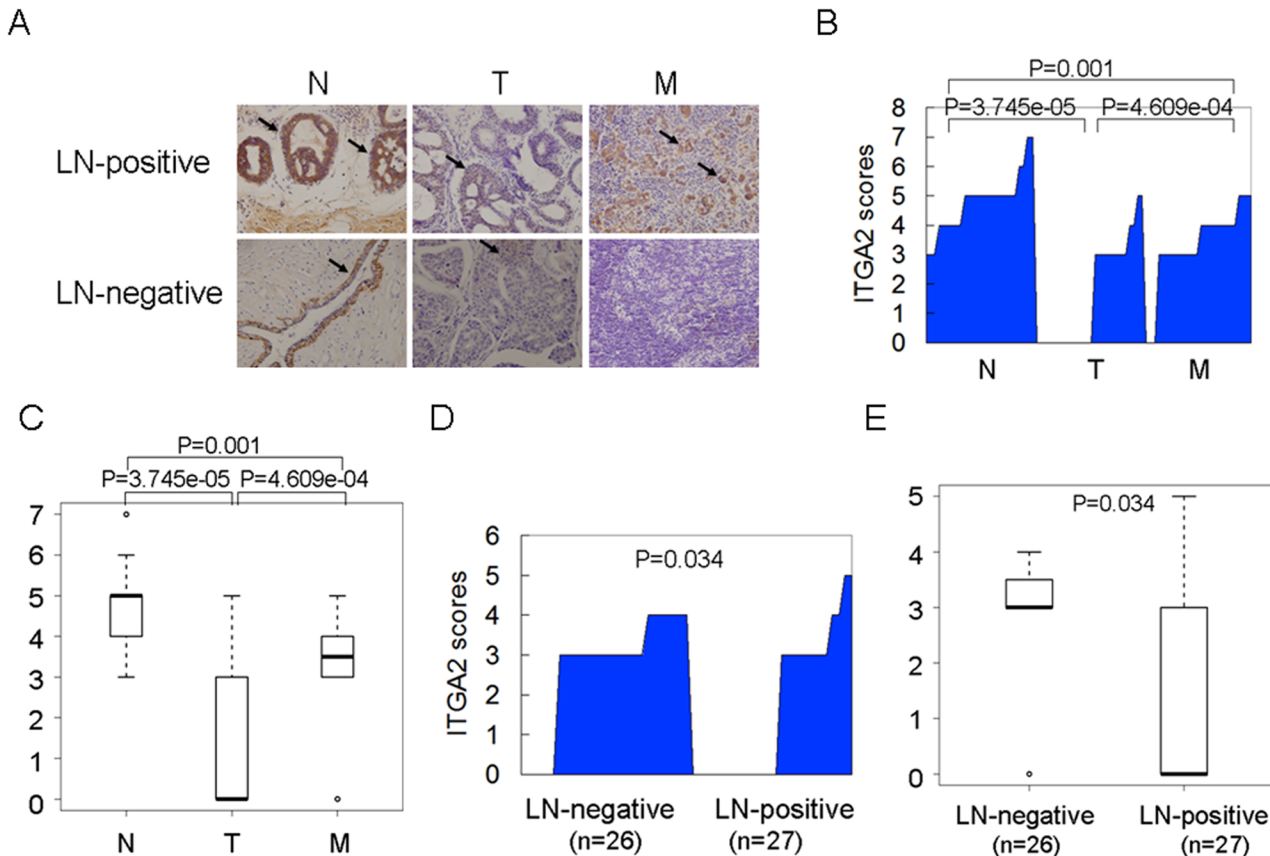 A
N T M
LN-positive
LN-negative
B
P=0.001
P=3.745e-05 P=4.609e-04
ITGA2 scores
8
7
6
5
4
3
2
1
0
N T M
C
P=0.001
P=3.745e-05 P=4.609e-04
7
6
5
4
3
2
1
0
N T M
D
P=0.034
ITGA2 scores
6
5
4
3
2
1
0
LN-negative LN-positive
(n=26) (n=27)
E
P=0.034
5
4
3
2
1
0
LN-negative LN-positive
(n=26) (n=27)